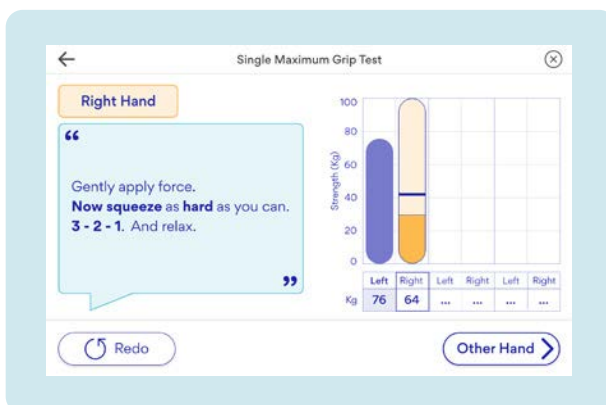 Single Maximum Grip Test
Right Hand
“
Gently apply force.
Now squeeze as hard as you can.
3 - 2 - 1. And relax.
”
Strength (Kg)
100
80
60
40
20
0
Left Right Left Right Left Right
Kg 76 64 ... ... ... ...
Redo
Other Hand